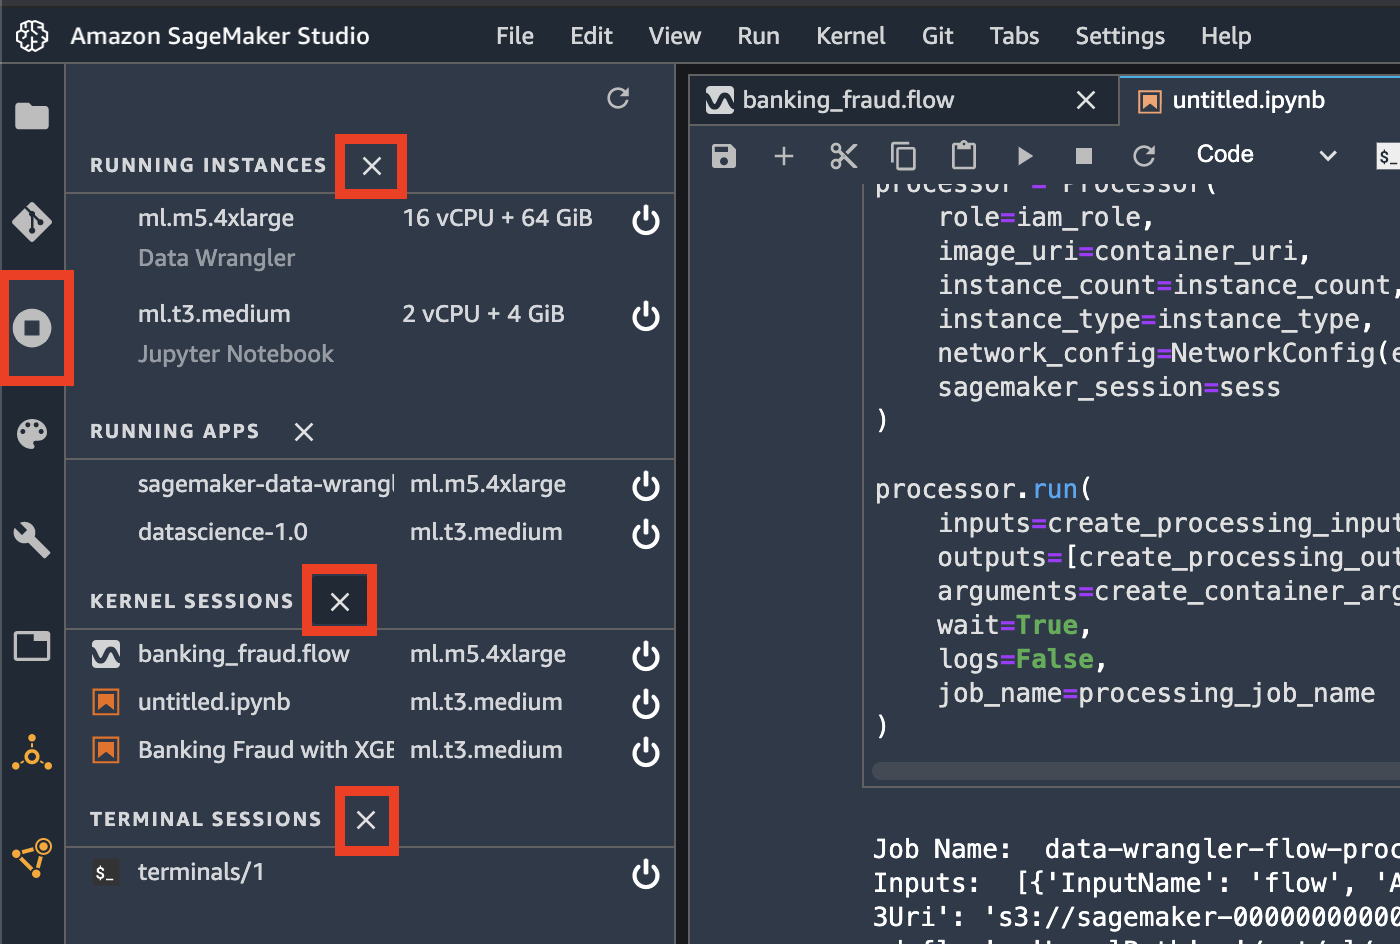 Amazon SageMaker Studio File Edit View Run Kernel Git Tabs Settings Help
RUNNING INSTANCES
ml.m5.4xlarge 16 vCPU + 64 GiB
Data Wrangler
ml.t3.medium 2 vCPU + 4 GiB
Jupyter Notebook
RUNNING APPS
sagemaker-data-wrangl ml.m5.4xlarge
datascience-1.0 ml.t3.medium
KERNEL SESSIONS
banking_fraud.flow ml.m5.4xlarge
untitled.ipynb ml.t3.medium
Banking Fraud with XGE ml.t3.medium
TERMINAL SESSIONS
$_ terminals/1
banking_fraud.flow untitled.ipynb
Code $_
processor = Processor(
role=iam_role,
image_uri=container_uri,
instance_count=instance_count,
instance_type=instance_type,
network_config=NetworkConfig(e
sagemaker_session=sess
)
processor.run(
inputs=create_processing_input
outputs=[create_processing_out
arguments=create_container_arg
wait=True,
logs=False,
job_name=processing_job_name
)
Job Name: data-wrangler-flow-proc
Inputs: [{'InputName': 'flow', 'A
3Uri': 's3://sagemaker-000000000000